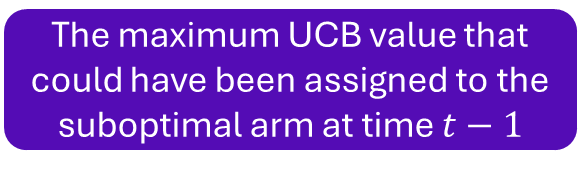 The maximum UCB value that
could have been assigned to the
suboptimal arm at time t − 1